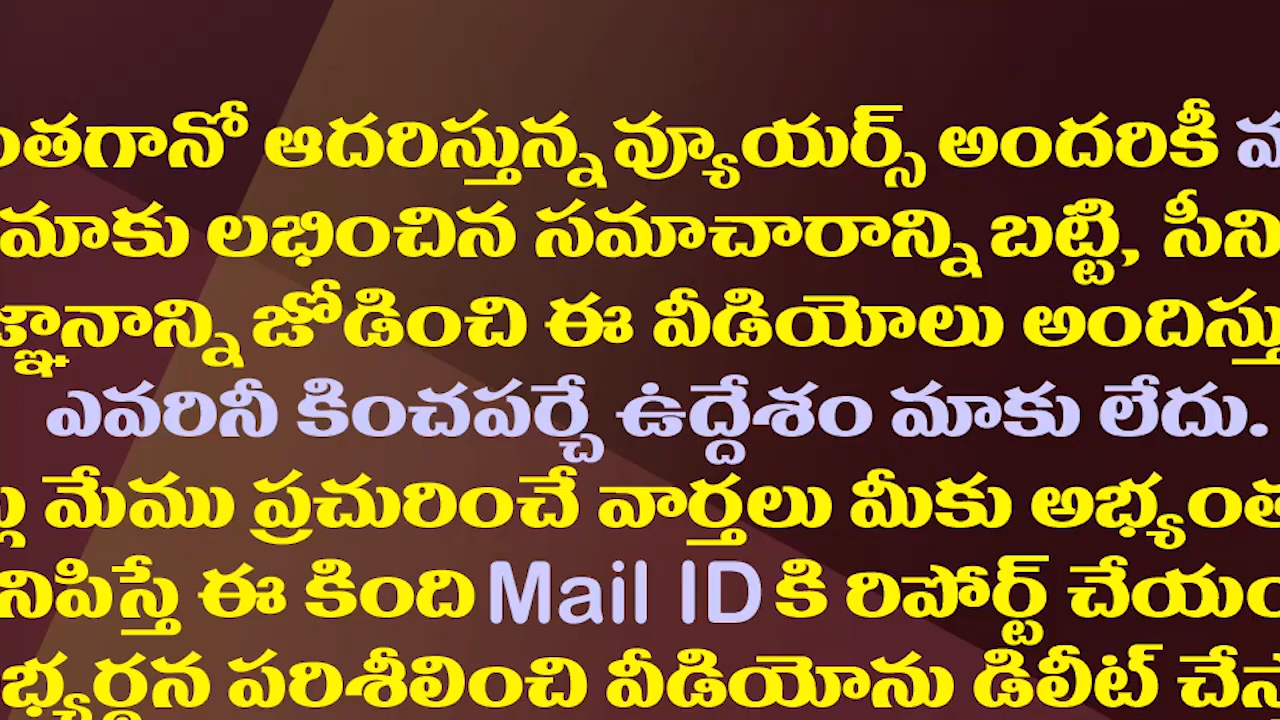 ఆదరిస్తున్న వ్యూయర్స్ అందరికీ
మాకు లభించిన సమాచారాన్ని బట్టి,
జోడించి ఈ వీడియోలు
ఎవరినీ కించపర్చే ఉద్దేశం మాకు లేదు.
మేము ప్రచురించే వార్తలు మీకు
ఈ కింది Mail ID కి రిపోర్ట్
పరిశీలించి వీడియోను డిలీట్